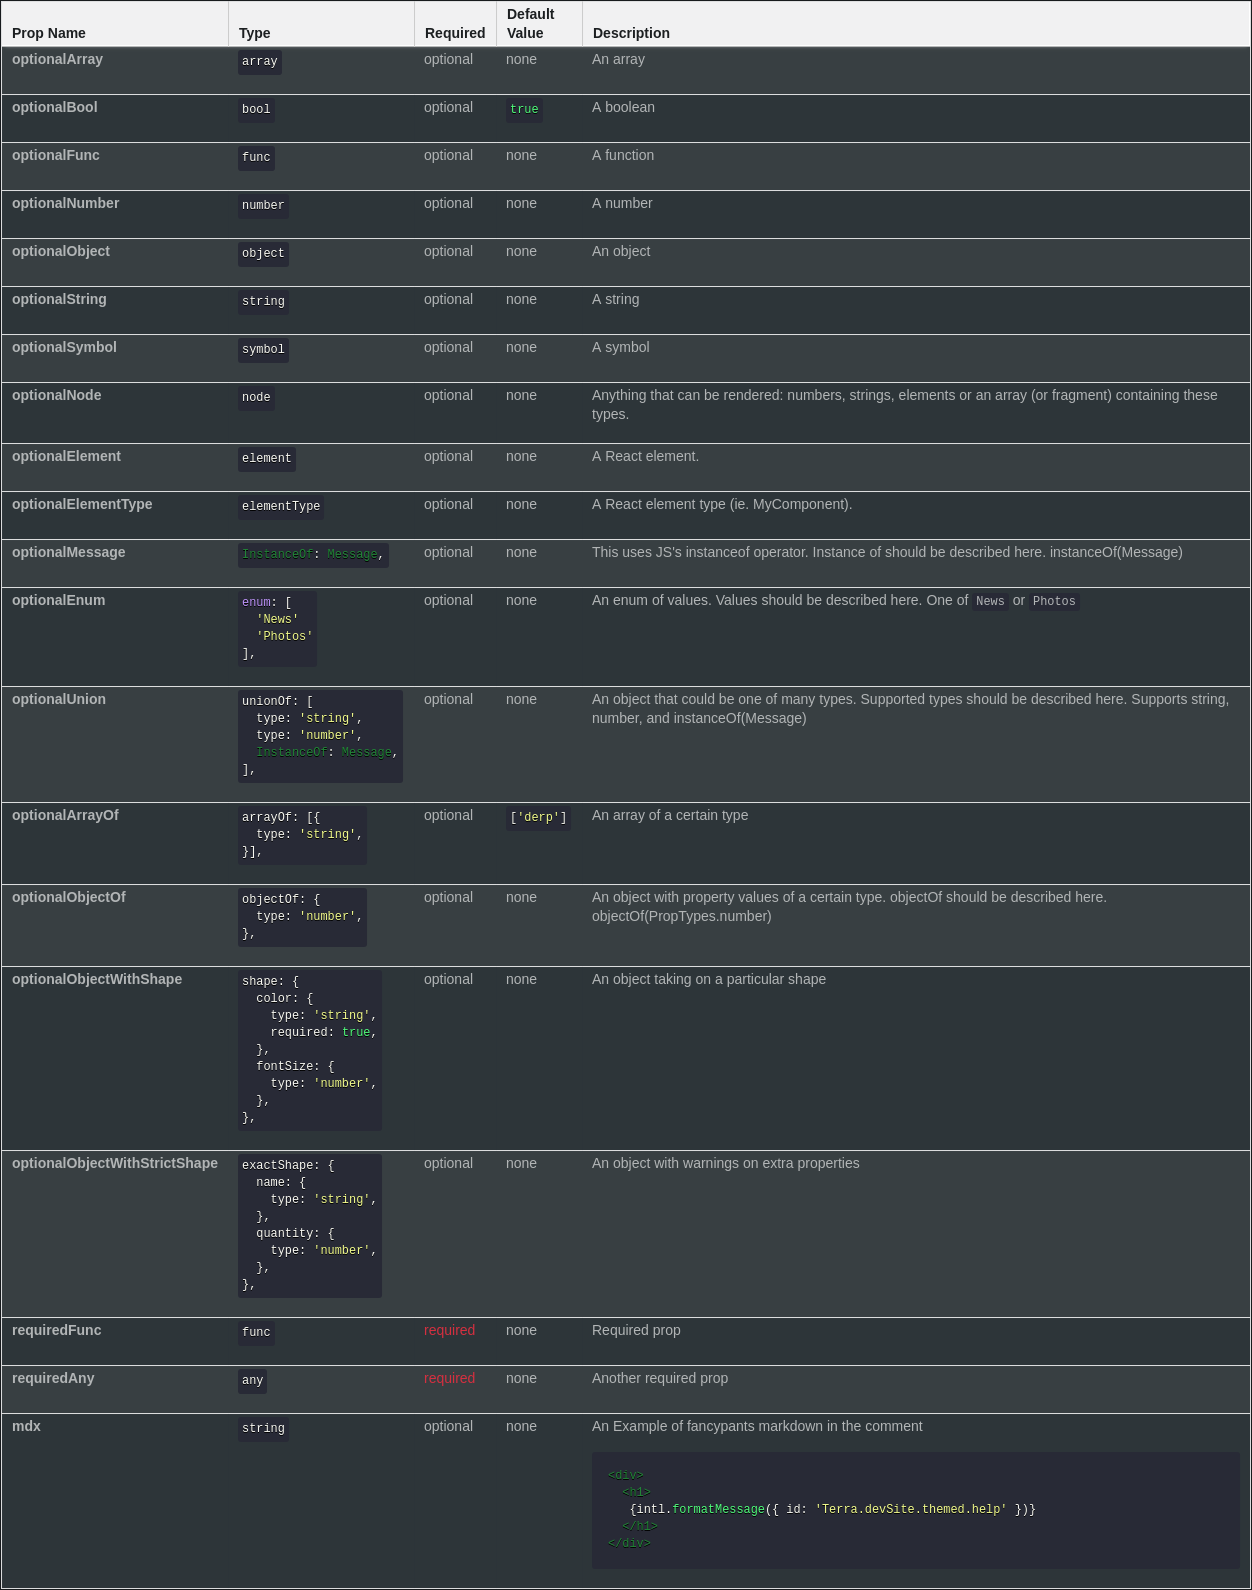 Prop Name Type Required Default Value Description
optionalArray array optional none An array
optionalBool bool optional true A boolean
optionalFunc func optional none A function
optionalNumber number optional none A number
optionalObject object optional none An object
optionalString string optional none A string
optionalSymbol symbol optional none A symbol
optionalNode node optional none Anything that can be rendered: numbers, strings, elements or an array (or fragment) containing these
types.
optionalElement element optional none A React element.
optionalElementType elementType optional none A React element type (ie. MyComponent).
optionalMessage InstanceOf: Message, optional none This uses JS's instanceof operator. Instance of should be described here. instanceOf(Message)
optionalEnum enum: [ optional none An enum of values. Values should be described here. One of News or Photos
'News'
'Photos'
],
optionalUnion unionOf: [ optional none An object that could be one of many types. Supported types should be described here. Supports string,
type: 'string', number, and instanceOf(Message)
type: 'number',
InstanceOf: Message,
],
optionalArrayOf arrayOf: [{ optional ['derp'] An array of a certain type
type: 'string',
}],
optionalObjectOf objectOf: { optional none An object with property values of a certain type. objectOf should be described here.
type: 'number', objectOf(PropTypes.number)
},
optionalObjectWithShape shape: { optional none An object taking on a particular shape
color: {
type: 'string',
required: true,
},
fontSize: {
type: 'number',
},
},
optionalObjectWithStrictShape exactShape: { optional none An object with warnings on extra properties
name: {
type: 'string',
},
quantity: {
type: 'number',
},
},
requiredFunc func required none Required prop
requiredAny any required none Another required prop
mdx string optional none An Example of fancypants markdown in the comment
<div>
<h1>
{intl.formatMessage({ id: 'Terra.devSite.themed.help' })}
</h1>
</div>